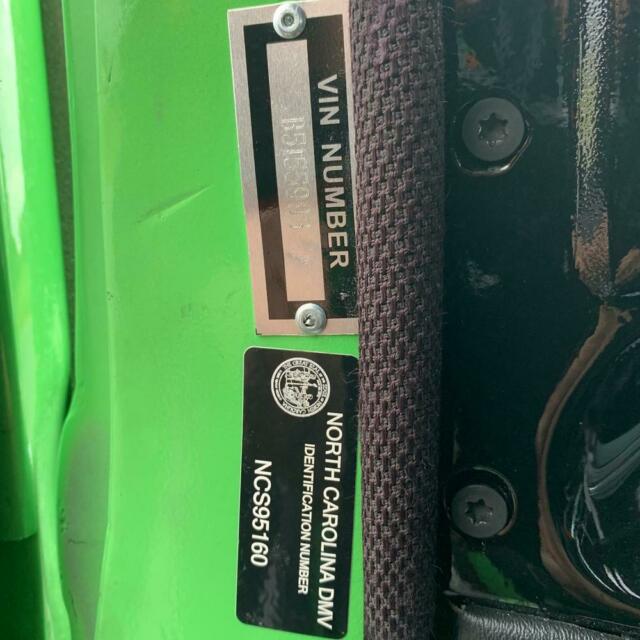 VIN NUMBER
NORTH CAROLINA DMV
IDENTIFICATION NUMBER
NCS95160